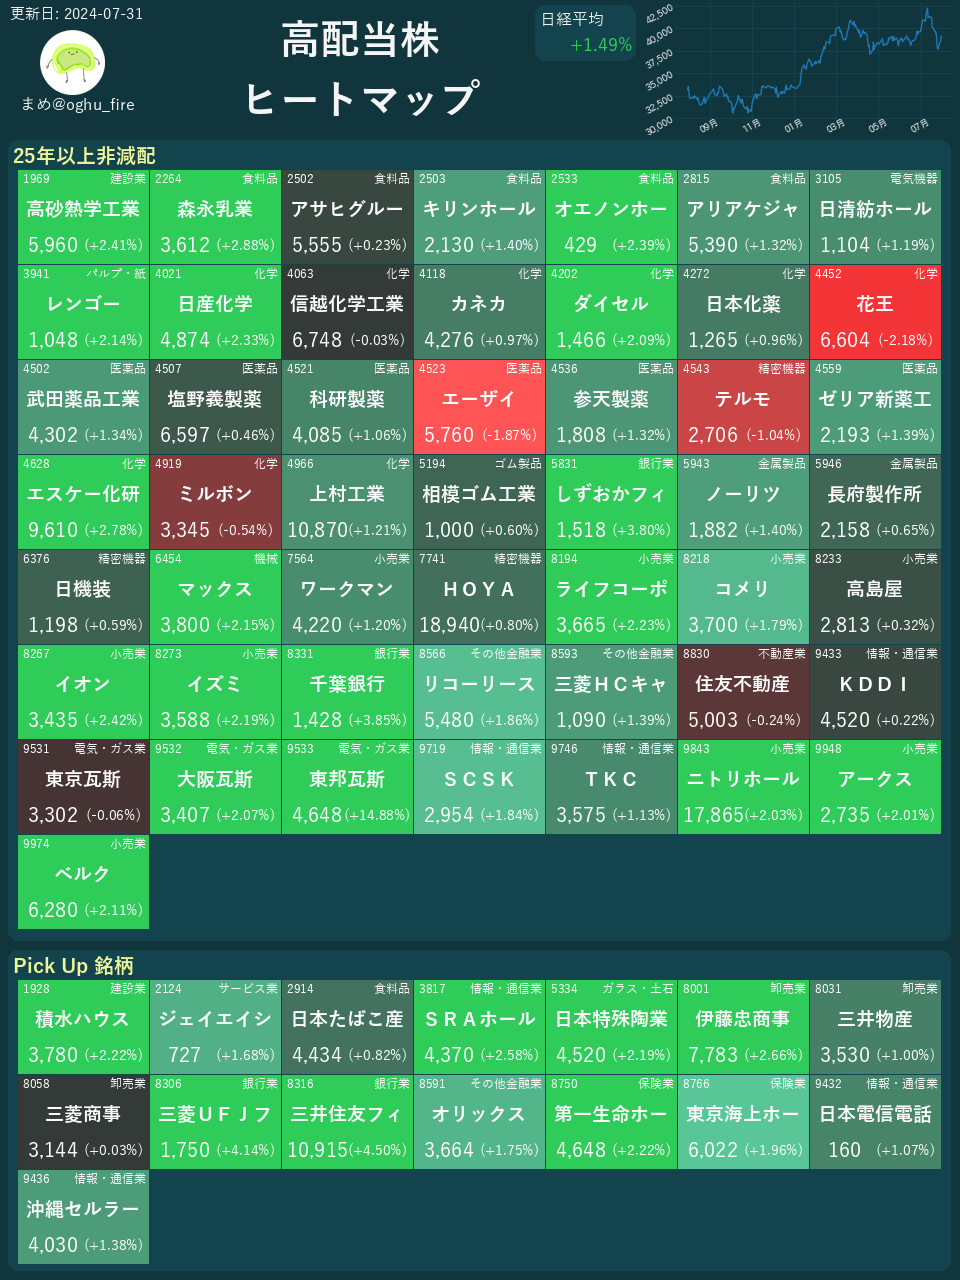 更新日: 2024-07-31
まめ@oghu_fire
高配当株
ヒートマップ
日経平均
+1.49%
42,500
40,000
37,500
35,000
32,500
30,000
09月 11月 01月 03月 05月 07月
25年以上非減配
1969 建設業
高砂熱学工業
5,960 (+2.41%)
2264 食料品
森永乳業
3,612 (+2.88%)
2502 食料品
アサヒグルー
5,555 (+0.23%)
2503 食料品
キリンホール
2,130 (+1.40%)
2533 食料品
オエノンホー
429 (+2.39%)
2815 食料品
アリアケジャ
5,390 (+1.32%)
3105 電気機器
日清紡ホール
1,104 (+1.19%)
3941 パルプ・紙
レンゴー
1,048 (+2.14%)
4021 化学
日産化学
4,874 (+2.33%)
4063 化学
信越化学工業
6,748 (-0.03%)
4118 化学
カネカ
4,276 (+0.97%)
4202 化学
ダイセル
1,466 (+2.09%)
4272 化学
日本化薬
1,265 (+0.96%)
4452 化学
花王
6,604 (-2.18%)
4502 医薬品
武田薬品工業
4,302 (+1.34%)
4507 医薬品
塩野義製薬
6,597 (+0.46%)
4521 医薬品
科研製薬
4,085 (+1.06%)
4523 医薬品
エーザイ
5,760 (-1.87%)
4536 医薬品
参天製薬
1,808 (+1.32%)
4543 精密機器
テルモ
2,706 (-1.04%)
4559 医薬品
ゼリア新薬工
2,193 (+1.39%)
4628 化学
エスケー化研
9,610 (+2.78%)
4919 化学
ミルボン
3,345 (-0.54%)
4966 化学
上村工業
10,870(+1.21%)
5194 ゴム製品
相模ゴム工業
1,000 (+0.60%)
5831 銀行業
しずおかフィ
1,518 (+3.80%)
5943 金属製品
ノーリツ
1,882 (+1.40%)
5946 金属製品
長府製作所
2,158 (+0.65%)
6376 精密機器
日機装
1,198 (+0.59%)
6454 機械
マックス
3,800 (+2.15%)
7564 小売業
ワークマン
4,220 (+1.20%)
7741 精密機器
ＨＯＹＡ
18,940(+0.80%)
8194 小売業
ライフコーポ
3,665 (+2.23%)
8218 小売業
コメリ
3,700 (+1.79%)
8233 小売業
高島屋
2,813 (+0.32%)
8267 小売業
イオン
3,435 (+2.42%)
8273 小売業
イズミ
3,588 (+2.19%)
8331 銀行業
千葉銀行
1,428 (+3.85%)
8566 その他金融業
リコーリース
5,480 (+1.86%)
8593 その他金融業
三菱ＨＣキャ
1,090 (+1.39%)
8830 不動産業
住友不動産
5,003 (-0.24%)
9433 情報・通信業
ＫＤＤＩ
4,520 (+0.22%)
9531 電気・ガス業
東京瓦斯
3,302 (-0.06%)
9532 電気・ガス業
大阪瓦斯
3,407 (+2.07%)
9533 電気・ガス業
東邦瓦斯
4,648(+14.88%)
9719 情報・通信業
ＳＣＳＫ
2,954 (+1.84%)
9746 情報・通信業
ＴＫＣ
3,575 (+1.13%)
9843 小売業
ニトリホール
17,865(+2.03%)
9948 小売業
アークス
2,735 (+2.01%)
9974 小売業
ベルク
6,280 (+2.11%)
Pick Up 銘柄
1928 建設業
積水ハウス
3,780 (+2.22%)
2124 サービス業
ジェイエイシ
727 (+1.68%)
2914 食料品
日本たばこ産
4,434 (+0.82%)
3817 情報・通信業
ＳＲＡホール
4,370 (+2.58%)
5334 ガラス・土石
日本特殊陶業
4,520 (+2.19%)
8001 卸売業
伊藤忠商事
7,783 (+2.66%)
8031 卸売業
三井物産
3,530 (+1.00%)
8058 卸売業
三菱商事
3,144 (+0.03%)
8306 銀行業
三菱ＵＦＪフ
1,750 (+4.14%)
8316 銀行業
三井住友フィ
10,915(+4.50%)
8591 その他金融業
オリックス
3,664 (+1.75%)
8750 保険業
第一生命ホー
4,648 (+2.22%)
8766 保険業
東京海上ホー
6,022 (+1.96%)
9432 情報・通信業
日本電信電話
160 (+1.07%)
9436 情報・通信業
沖縄セルラー
4,030 (+1.38%)